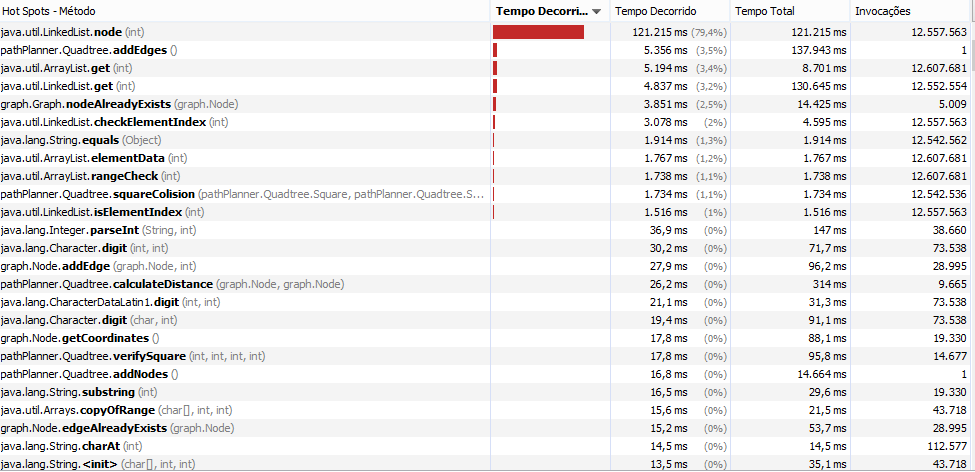 Hot Spots - Método Tempo Decorri... Tempo Decorrido Tempo Total Invocações
java.util.LinkedList.node (int) 121.215 ms (79,4%) 121.215 ms 12.557.563
pathPlanner.Quadtree.addEdges () 5.356 ms (3,5%) 137.943 ms 1
java.util.ArrayList.get (int) 5.194 ms (3,4%) 8.701 ms 12.607.681
java.util.LinkedList.get (int) 4.837 ms (3,2%) 130.645 ms 12.552.554
graph.Graph.nodeAlreadyExists (graph.Node) 3.851 ms (2,5%) 14.425 ms 5.009
java.util.LinkedList.checkElementIndex (int) 3.078 ms (2%) 4.595 ms 12.557.563
java.lang.String.equals (Object) 1.914 ms (1,3%) 1.914 ms 12.542.562
java.util.ArrayList.elementData (int) 1.767 ms (1,2%) 1.767 ms 12.607.681
java.util.ArrayList.rangeCheck (int) 1.738 ms (1,1%) 1.738 ms 12.607.681
pathPlanner.Quadtree.squareColision (pathPlanner.Quadtree.Square, pathPlanner.Quadtree.S... 1.734 ms (1,1%) 1.734 ms 12.542.536
java.util.LinkedList.isElementIndex (int) 1.516 ms (1%) 1.516 ms 12.557.563
java.lang.Integer.parseInt (String, int) 36,9 ms (0%) 147 ms 38.660
java.lang.Character.digit (int, int) 30,2 ms (0%) 71,7 ms 73.538
graph.Node.addEdge (graph.Node, int) 27,9 ms (0%) 96,2 ms 28.995
pathPlanner.Quadtree.calculateDistance (graph.Node, graph.Node) 26,2 ms (0%) 314 ms 9.665
java.lang.CharacterDataLatin1.digit (int, int) 21,1 ms (0%) 31,3 ms 73.538
java.lang.Character.digit (char, int) 19,4 ms (0%) 91,1 ms 73.538
graph.Node.getCoordinates () 17,8 ms (0%) 88,1 ms 19.330
pathPlanner.Quadtree.verifySquare (int, int, int, int) 17,8 ms (0%) 95,8 ms 14.677
pathPlanner.Quadtree.addNodes () 16,8 ms (0%) 14.664 ms 1
java.lang.String.substring (int) 16,5 ms (0%) 29,6 ms 19.330
java.util.Arrays.copyOfRange (char[], int, int) 15,6 ms (0%) 21,5 ms 43.718
graph.Node.edgeAlreadyExists (graph.Node) 15,2 ms (0%) 53,7 ms 28.995
java.lang.String.charAt (int) 14,5 ms (0%) 14,5 ms 112.577
java.lang.String.<init> (char[], int, int) 13,5 ms (0%) 35,1 ms 43.718